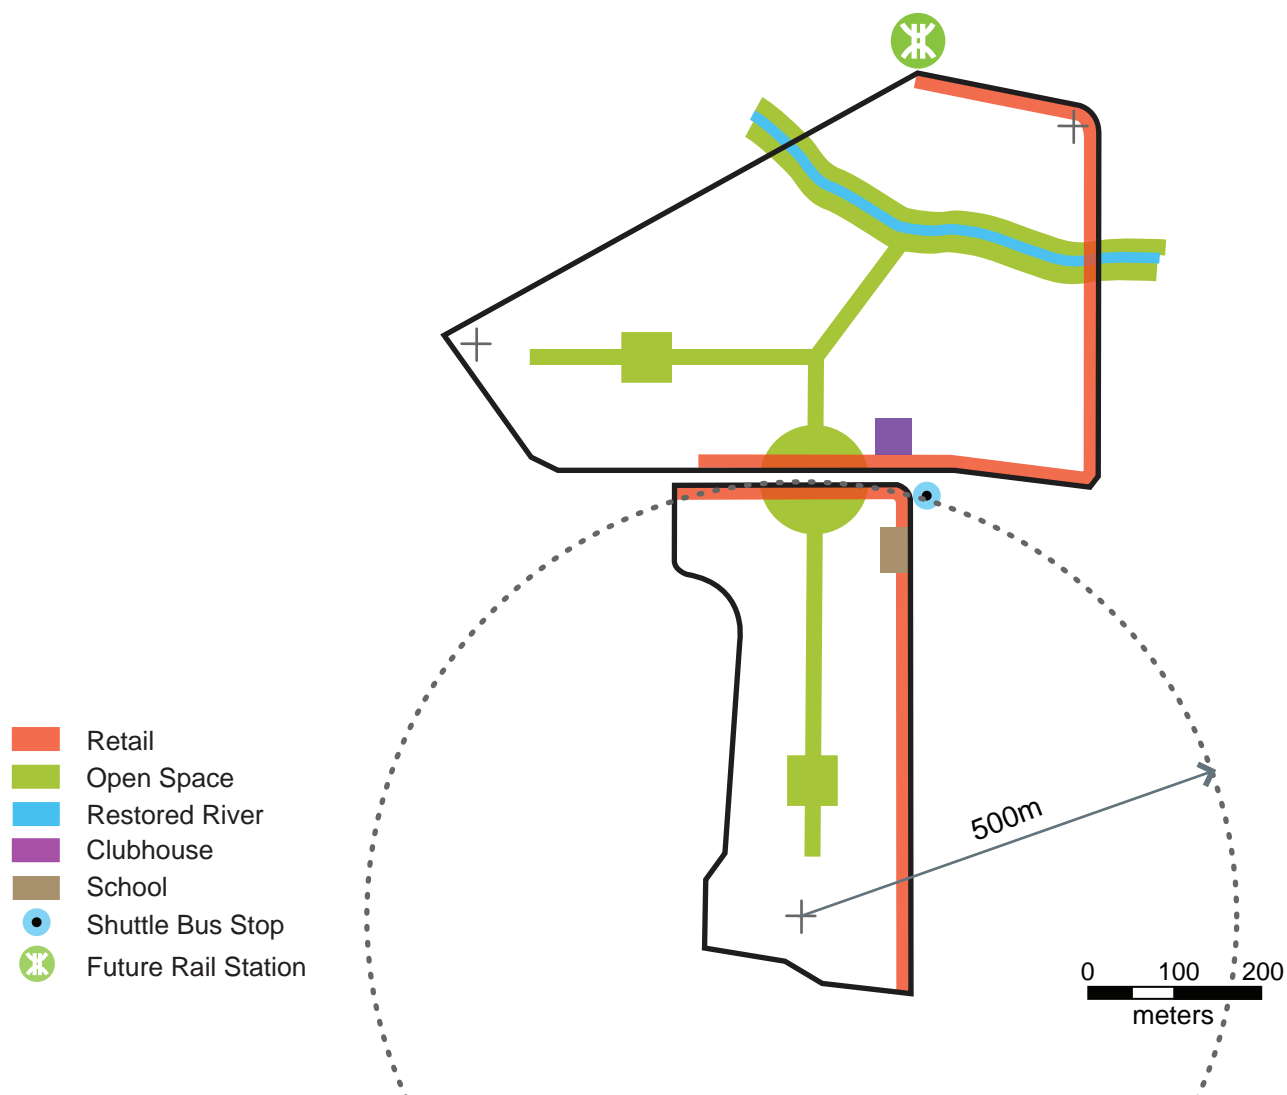 Retail
Open Space
Restored River
Clubhouse
School
Shuttle Bus Stop
Future Rail Station
500m
0 100 200
meters